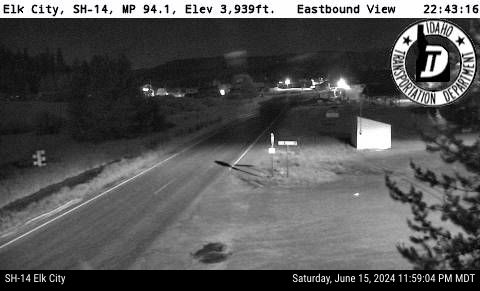 Elk City, SH-14, MP 94.1, Elev 3,939ft. Eastbound View 22:43:16
IDAHO
TRANSPORTATION DEPARTMENT
SH-14 Elk City Saturday, June 15, 2024 11:59:04 PM MDT